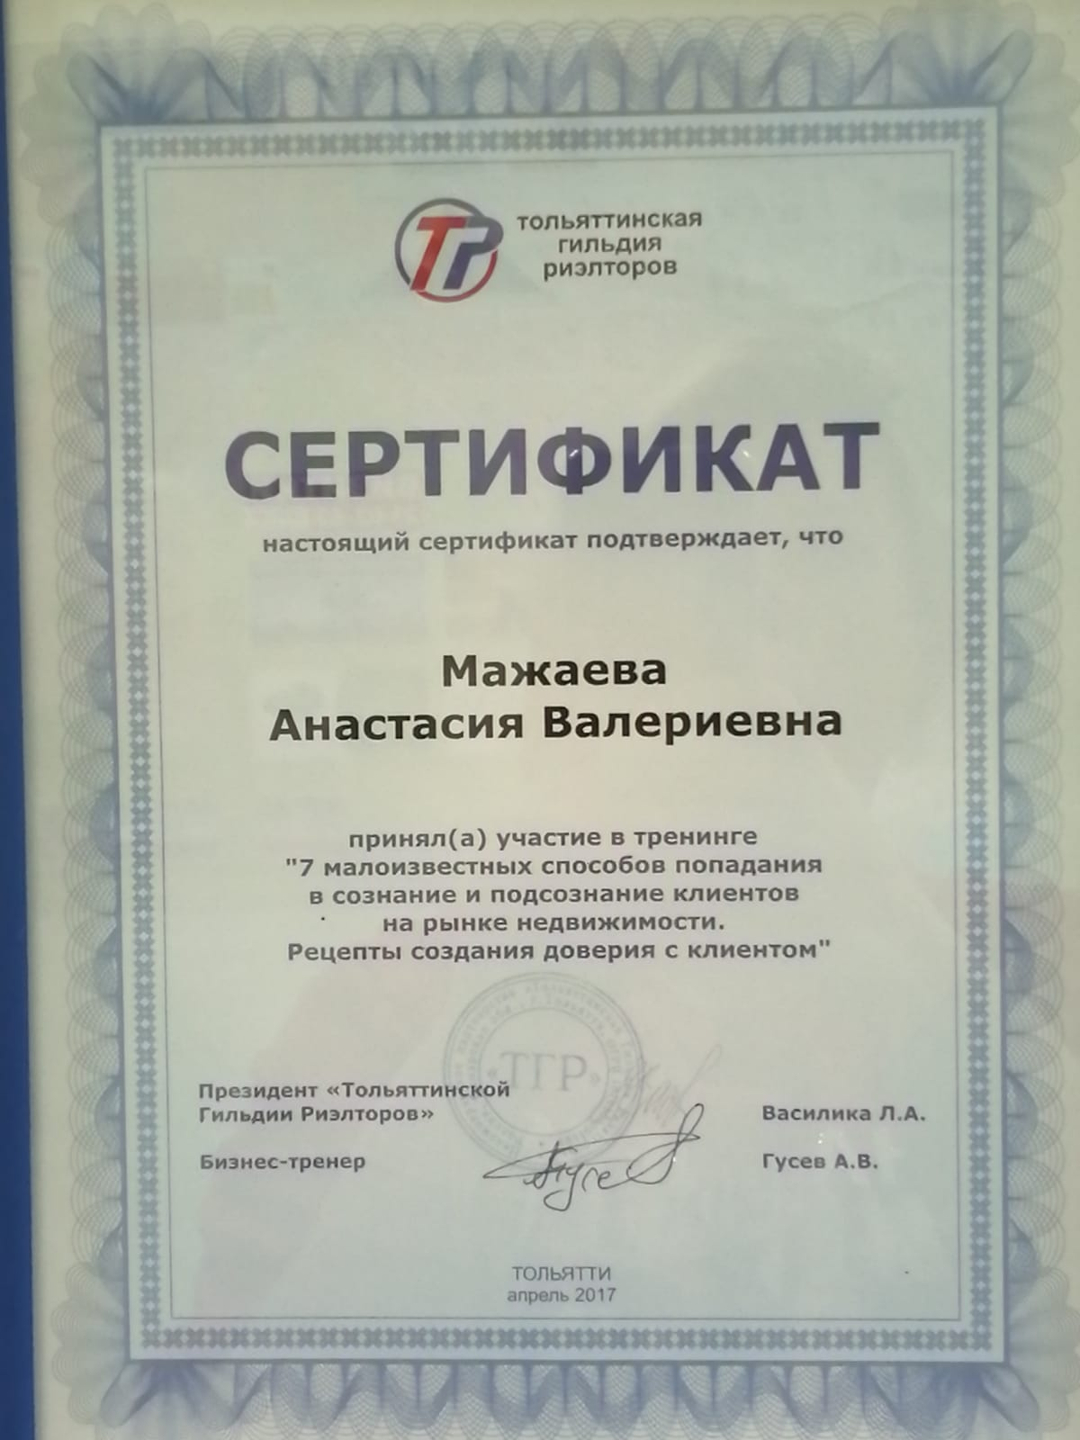 ТР
ТОЛЬЯТТИНСКАЯ
ГИЛЬДИЯ
РИЭЛТОРОВ
СЕРТИФИКАТ
настоящий сертификат подтверждает, что
Мажаева
Анастасия Валериевна
принял(а) участие в тренинге
"7 малоизвестных способов попадания
в сознание и подсознание клиентов
на рынке недвижимости.
Рецепты создания доверия с клиентом"
ТГР
Президент «Тольяттинской
Гильдии Риэлторов»
Василика Л.А.
Бизнес-тренер
Гусев А.В.
ТОЛЬЯТТИ
апрель 2017